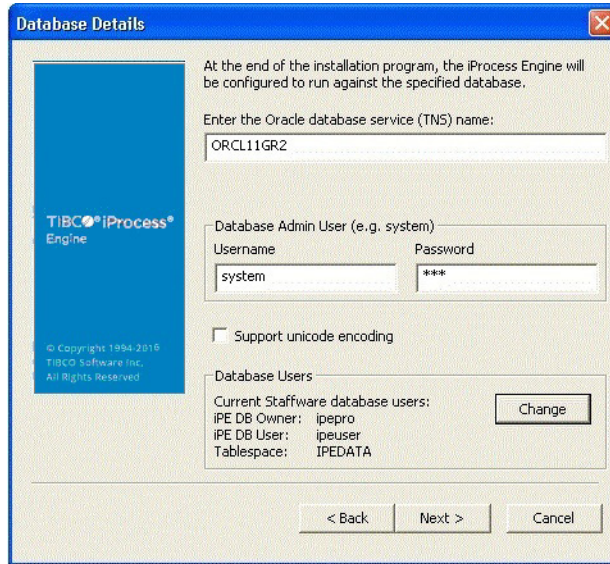 Database Details
At the end of the installation program, the iProcess Engine will
be configured to run against the specified database.
Enter the Oracle database service (TNS) name:
ORCL11GR2
TIBCO® iProcess®
Engine
© Copyright 1994-2016
TIBCO Software Inc.
All Rights Reserved
Database Admin User (e.g. system)
Username Password
system ***
Support unicode encoding
Database Users
Current Staffware database users:
iPE DB Owner: ipepro
iPE DB User: ipeuser
Tablespace: IPEDATA
Change
< Back Next > Cancel